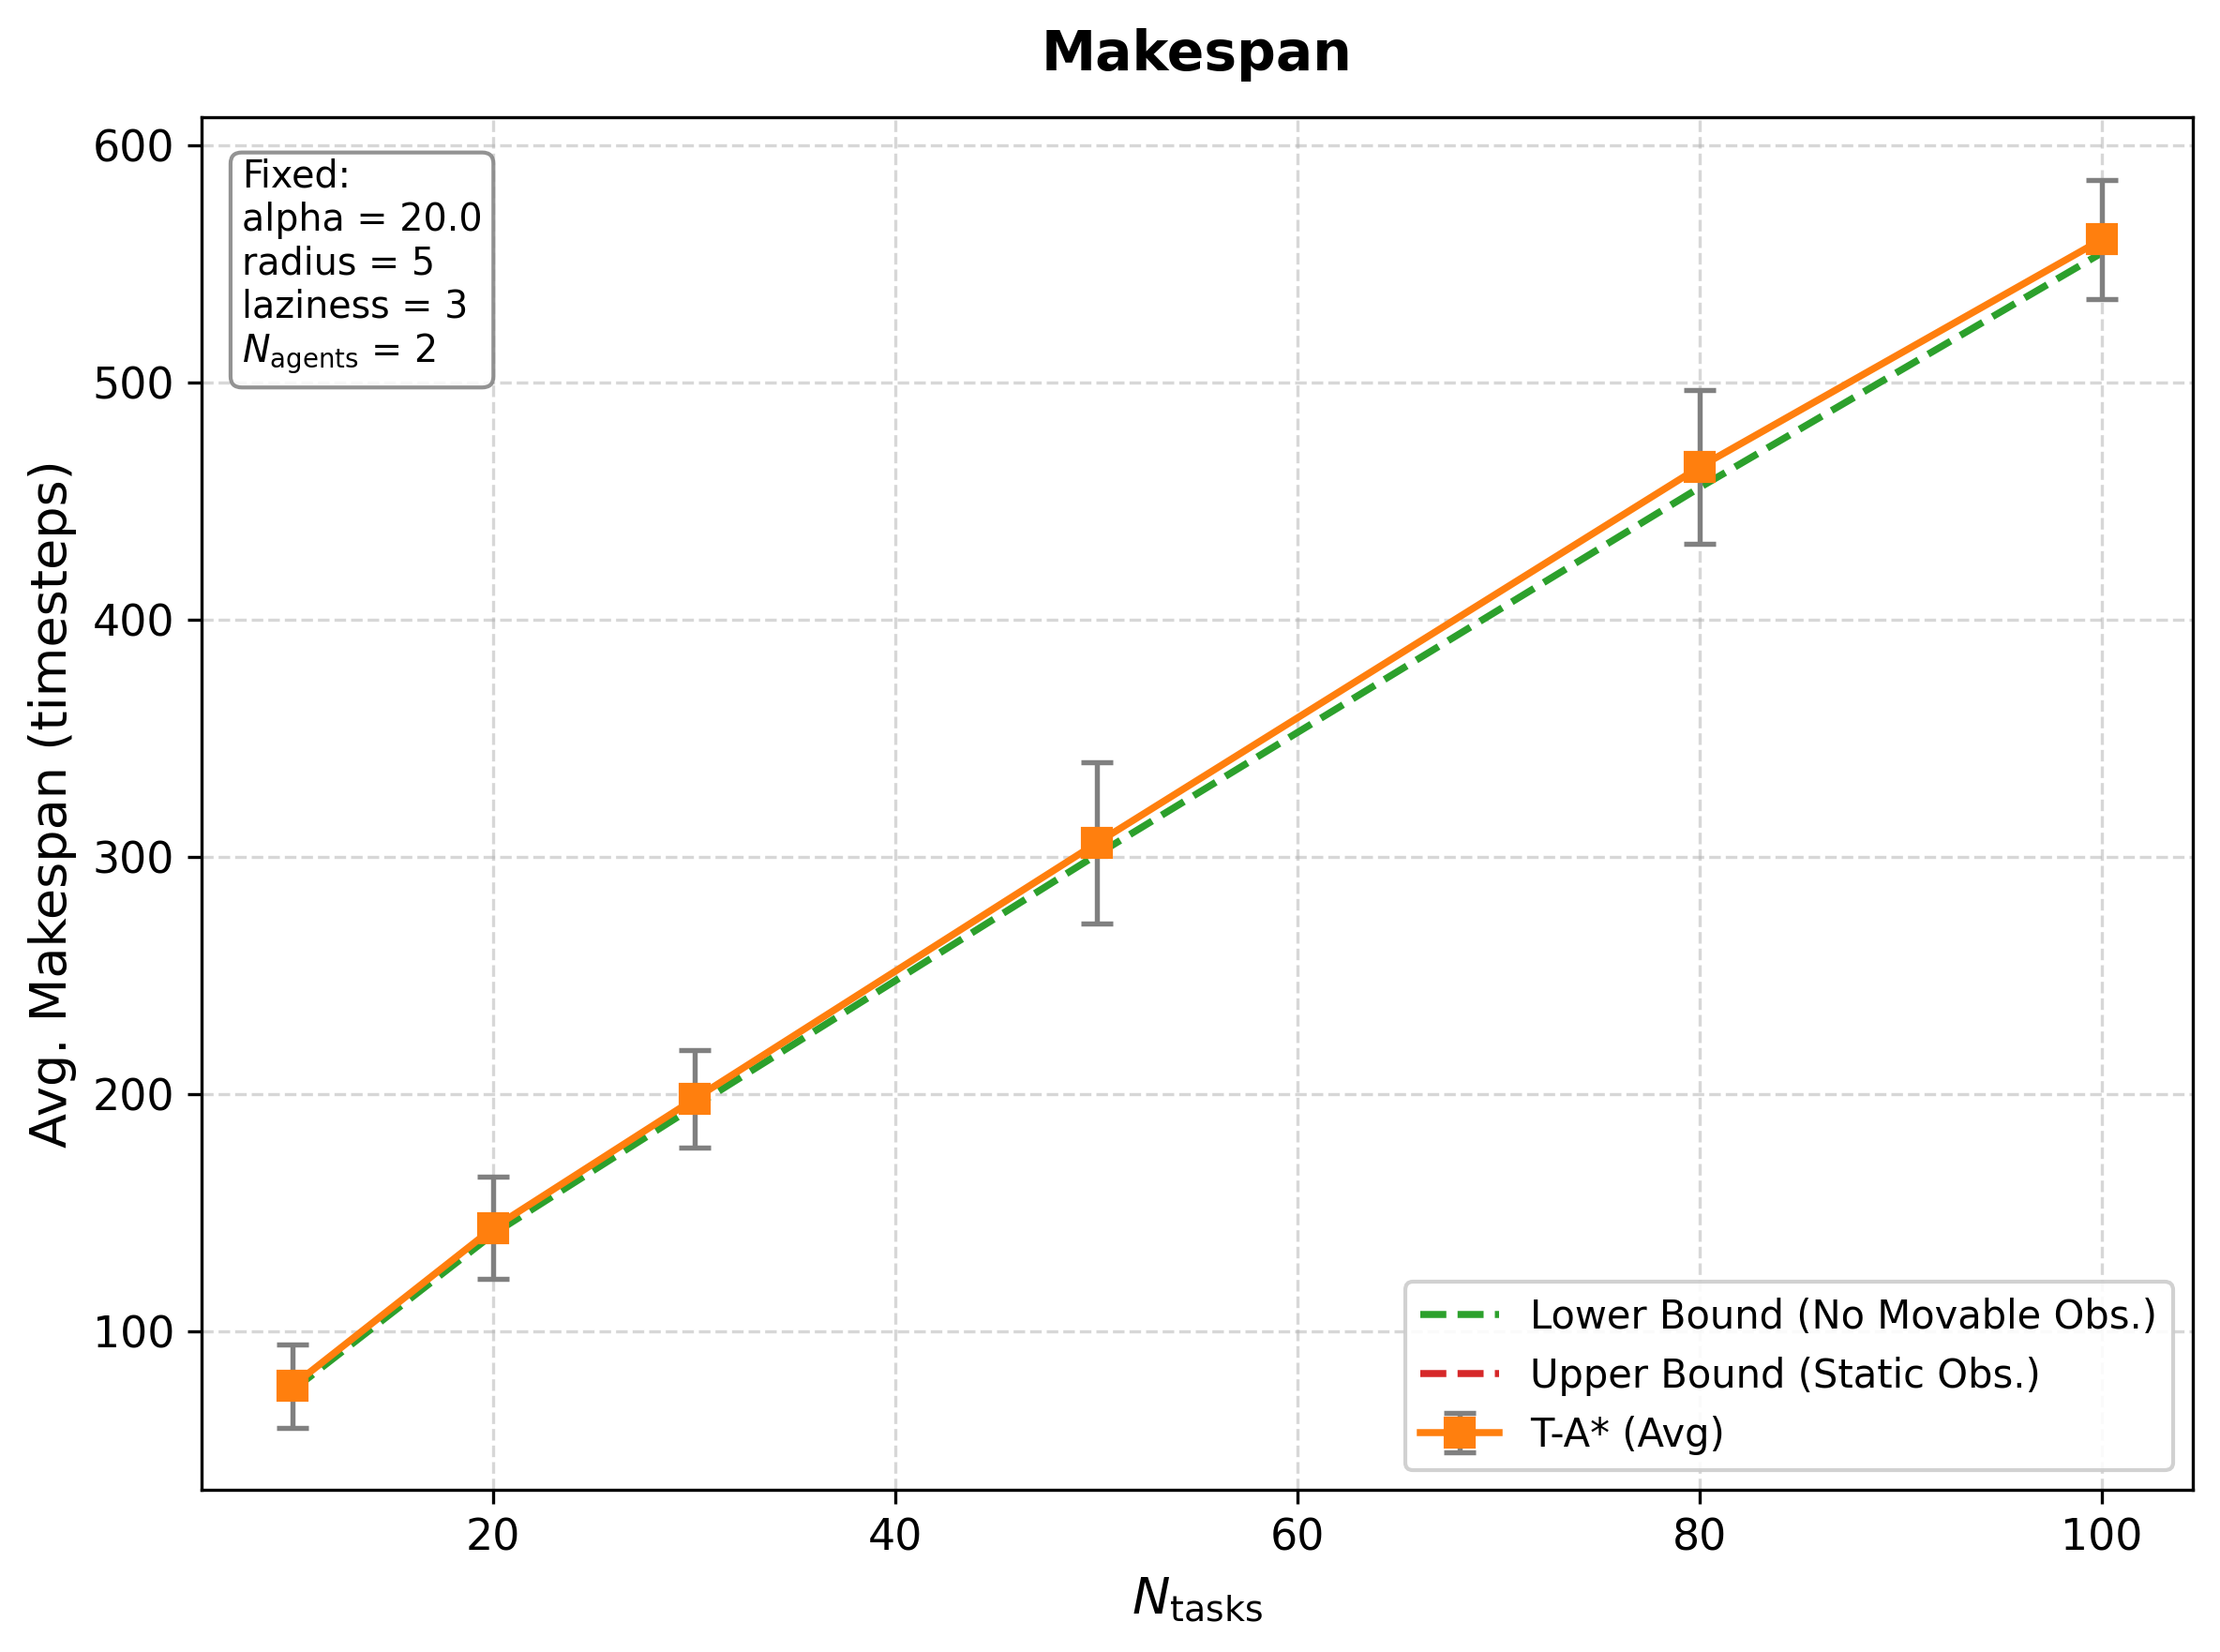 Makespan
Avg. Makespan (timesteps)
600
500
400
300
200
100
Fixed:
alpha = 20.0
radius = 5
laziness = 3
N_agents = 2
Lower Bound (No Movable Obs.)
Upper Bound (Static Obs.)
T-A* (Avg)
20 40 60 80 100
N_tasks